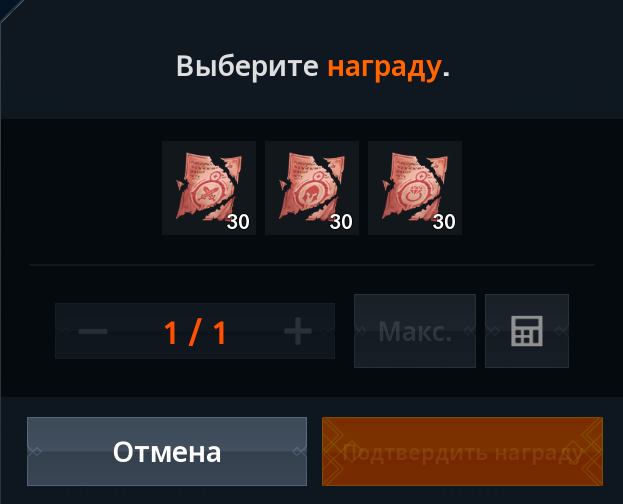 Выберите награду.
30 30 30
1 / 1 Макс.
Отмена Подтвердить награду